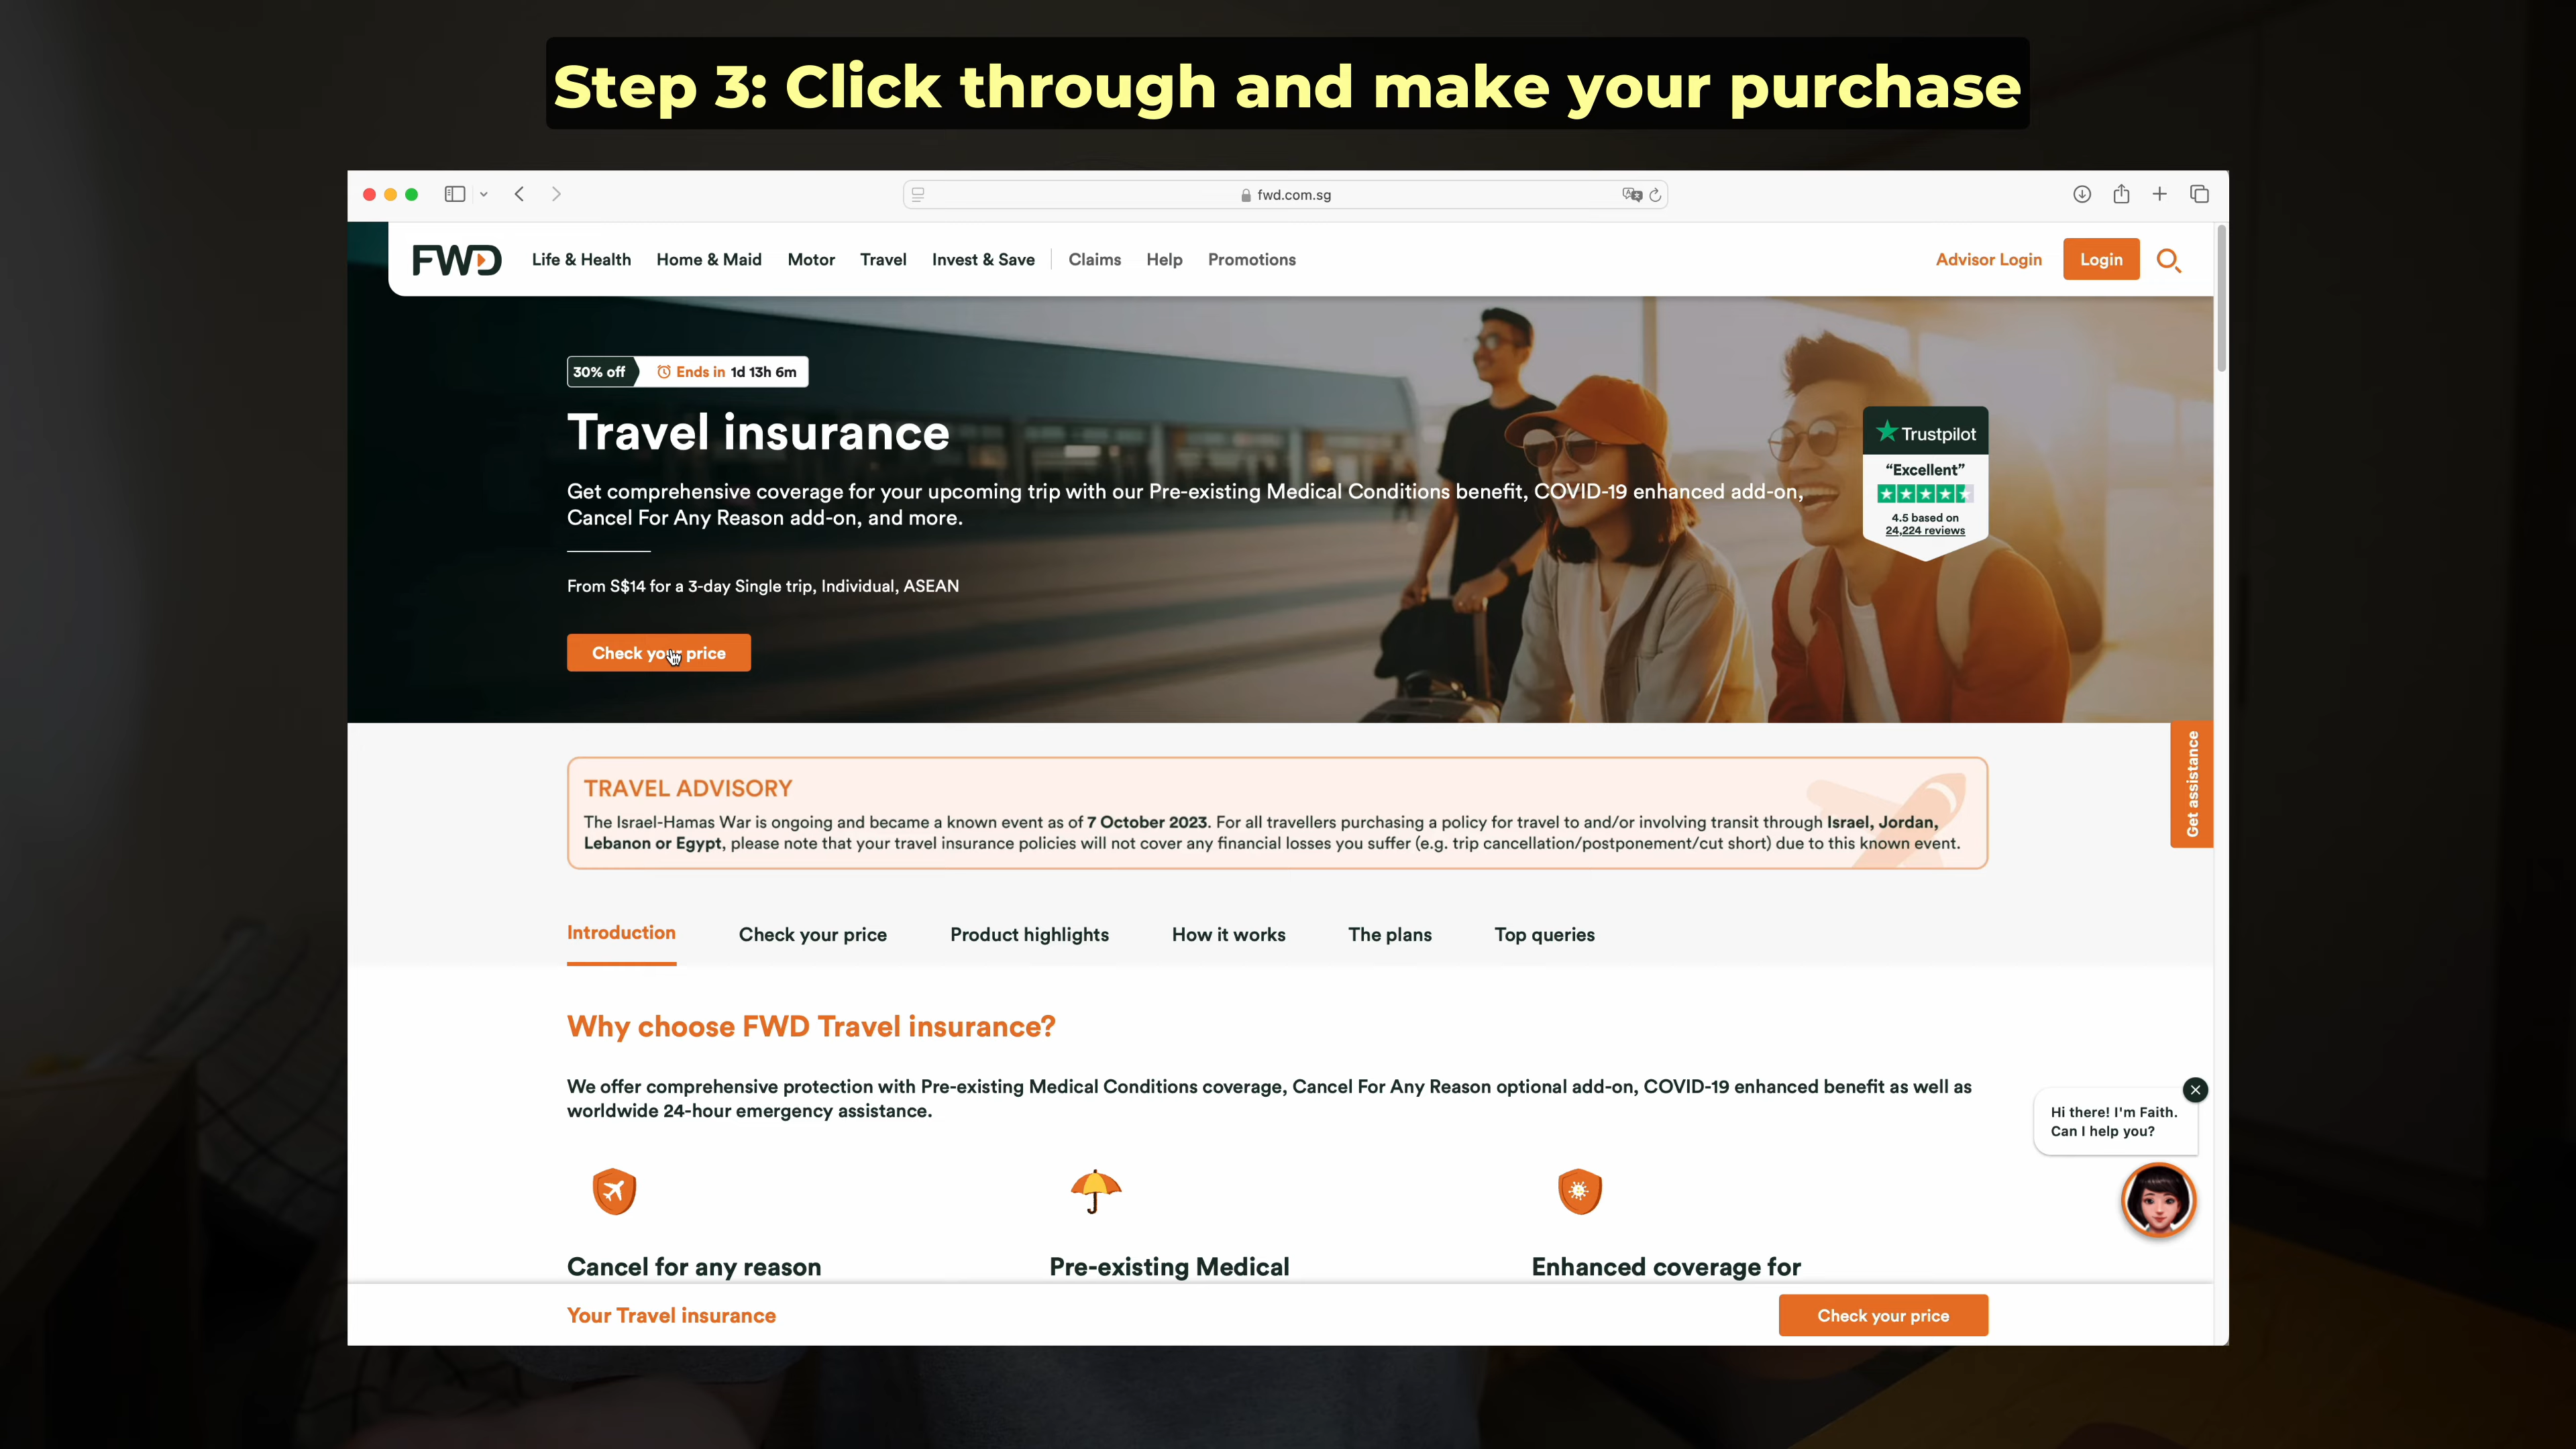 Step 3: Click through and make your purchase
fwd.com.sg
FWD
Life & Health
Home & Maid
Motor
Travel
Invest & Save
Claims
Help
Promotions
Advisor Login
Login
30% off
Ends in 1d 13h 6m
Travel insurance
Get comprehensive coverage for your upcoming trip with our Pre-existing Medical Conditions benefit, COVID-19 enhanced add-on,
Cancel For Any Reason add-on, and more.
From S$14 for a 3-day Single trip, Individual, ASEAN
Check your price
Trustpilot
“Excellent”
4.5 based on
24,224 reviews
Get assistance
TRAVEL ADVISORY
The Israel-Hamas War is ongoing and became a known event as of 7 October 2023. For all travellers purchasing a policy for travel to and/or involving transit through Israel, Jordan,
Lebanon or Egypt, please note that your travel insurance policies will not cover any financial losses you suffer (e.g. trip cancellation/postponement/cut short) due to this known event.
Introduction
Check your price
Product highlights
How it works
The plans
Top queries
Why choose FWD Travel insurance?
We offer comprehensive protection with Pre-existing Medical Conditions coverage, Cancel For Any Reason optional add-on, COVID-19 enhanced benefit as well as
worldwide 24-hour emergency assistance.
Hi there! I'm Faith.
Can I help you?
Cancel for any reason
Pre-existing Medical
Enhanced coverage for
Your Travel insurance
Check your price